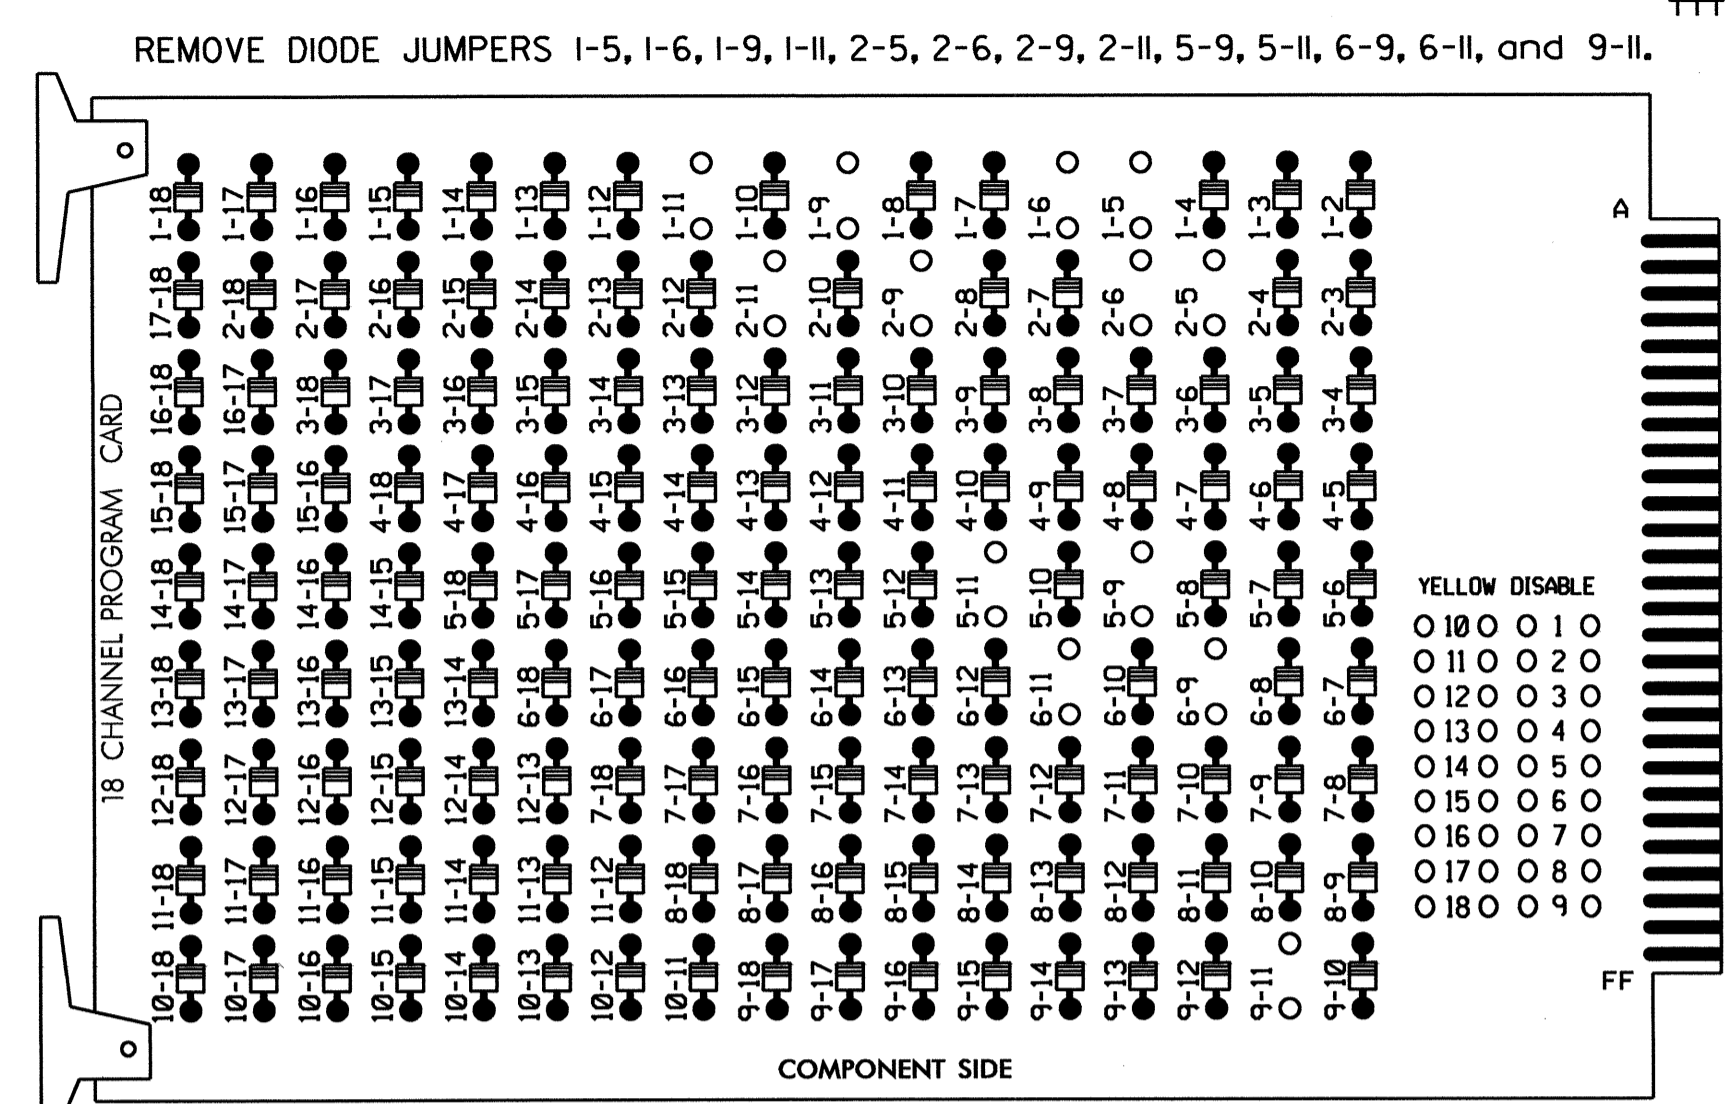 REMOVE DIODE JUMPERS 1-5, 1-6, 1-9, 1-11, 2-5, 2-6, 2-9, 2-11, 5-9, 5-11, 6-9, 6-11, and 9-11.
1-18 1-17 1-16 1-15 1-14 1-13 1-12 1-11 1-10 1-9 1-8 1-7 1-6 1-5 1-4 1-3 1-2
A
17-18 2-18 2-17 2-16 2-15 2-14 2-13 2-12 2-11 2-10 2-9 2-8 2-7 2-6 2-5 2-4 2-3
16-18 16-17 3-18 3-17 3-16 3-15 3-14 3-13 3-12 3-11 3-10 3-9 3-8 3-7 3-6 3-5 3-4
18 CHANNEL PROGRAM CARD
15-18 15-17 15-16 4-18 4-17 4-16 4-15 4-14 4-13 4-12 4-11 4-10 4-9 4-8 4-7 4-6 4-5
14-18 14-17 14-16 14-15 5-18 5-17 5-16 5-15 5-14 5-13 5-12 5-11 5-10 5-9 5-8 5-7 5-6
13-18 13-17 13-16 13-15 13-14 6-18 6-17 6-16 6-15 6-14 6-13 6-12 6-11 6-10 6-9 6-8 6-7
12-18 12-17 12-16 12-15 12-14 12-13 7-18 7-17 7-16 7-15 7-14 7-13 7-12 7-11 7-10 7-9 7-8
11-18 11-17 11-16 11-15 11-14 11-13 11-12 8-18 8-17 8-16 8-15 8-14 8-13 8-12 8-11 8-10 8-9
10-18 10-17 10-16 10-15 10-14 10-13 10-12 10-11 9-18 9-17 9-16 9-15 9-14 9-13 9-12 9-11 9-10
YELLOW DISABLE
10 1
11 2
12 3
13 4
14 5
15 6
16 7
17 8
18 9
FF
COMPONENT SIDE